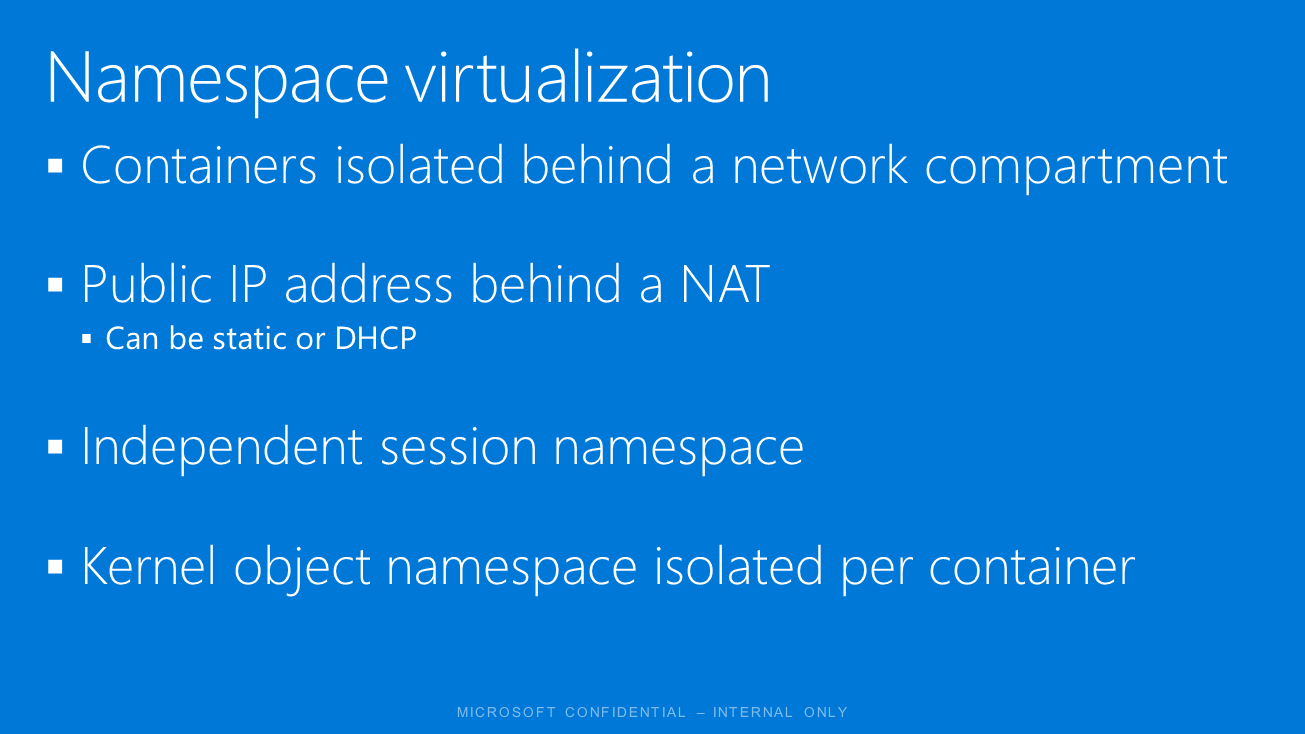 Namespace virtualization
▪ Containers isolated behind a network compartment
▪ Public IP address behind a NAT
▪ Can be static or DHCP
▪ Independent session namespace
▪ Kernel object namespace isolated per container
MICROSOFT CONFIDENTIAL – INTERNAL ONLY